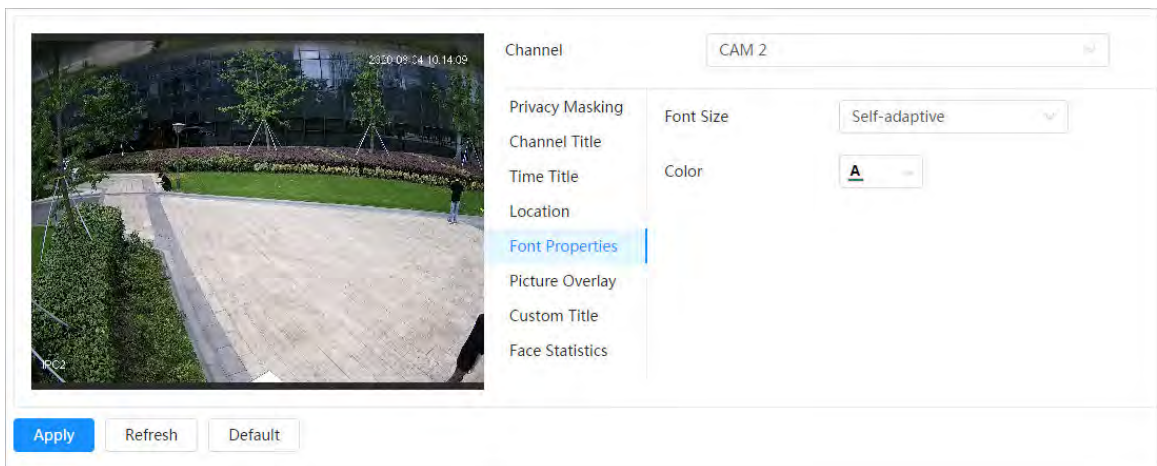 Channel
CAM 2
2020-09-04 10:14:09
Privacy Masking
Channel Title
Time Title
Location
Font Properties
Picture Overlay
Custom Title
Face Statistics
Font Size
Self-adaptive
Color
A
IPC2
Apply
Refresh
Default